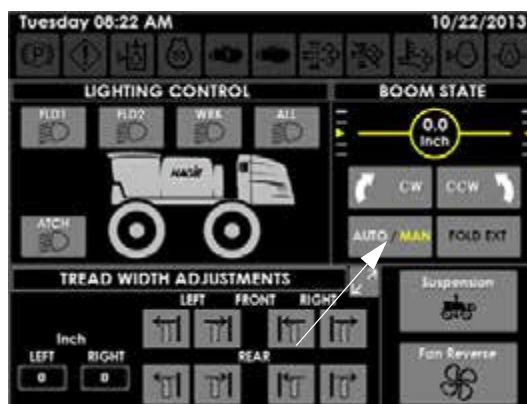 Tuesday 08:22 AM 10/22/2013
(P)
LIGHTING CONTROL
FLD1 FLD2 WRK ALL
HAGIE
ATCH
BOOM STATE
0.0
Inch
CW CCW
AUTO / MAN FOLD EXT
TREAD WIDTH ADJUSTMENTS
LEFT FRONT RIGHT
Inch
LEFT RIGHT
REAR
0 0
Suspension
Fan Reverse